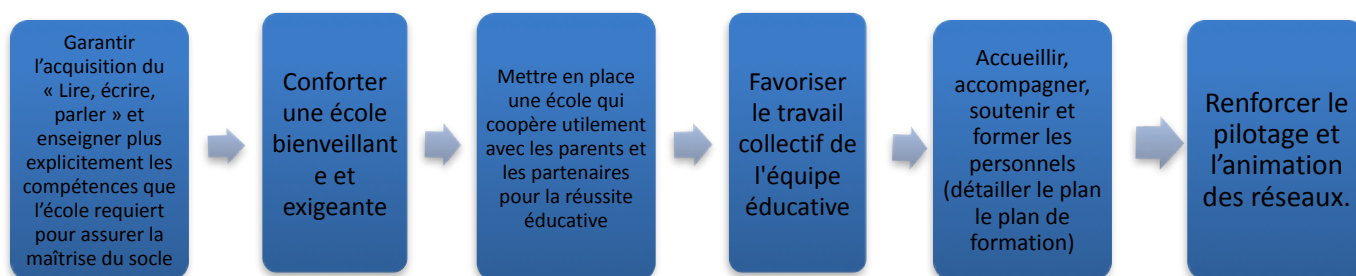 Garantir
l’acquisition du
« Lire, écrire,
parler » et
enseigner plus
explicitement les
compétences que
l’école requiert
pour assurer la
maîtrise du socle
Conforter
une école
bienveillant
e et
exigeante
Mettre en place
une école qui
coopère utilement
avec les parents et
les partenaires
pour la réussite
éducative
Favoriser
le travail
collectif de
l'équipe
éducative
Accueillir,
accompagner,
soutenir et
former les
personnels
(détailler le plan
le plan de
formation)
Renforcer le
pilotage et
l’animation
des réseaux.